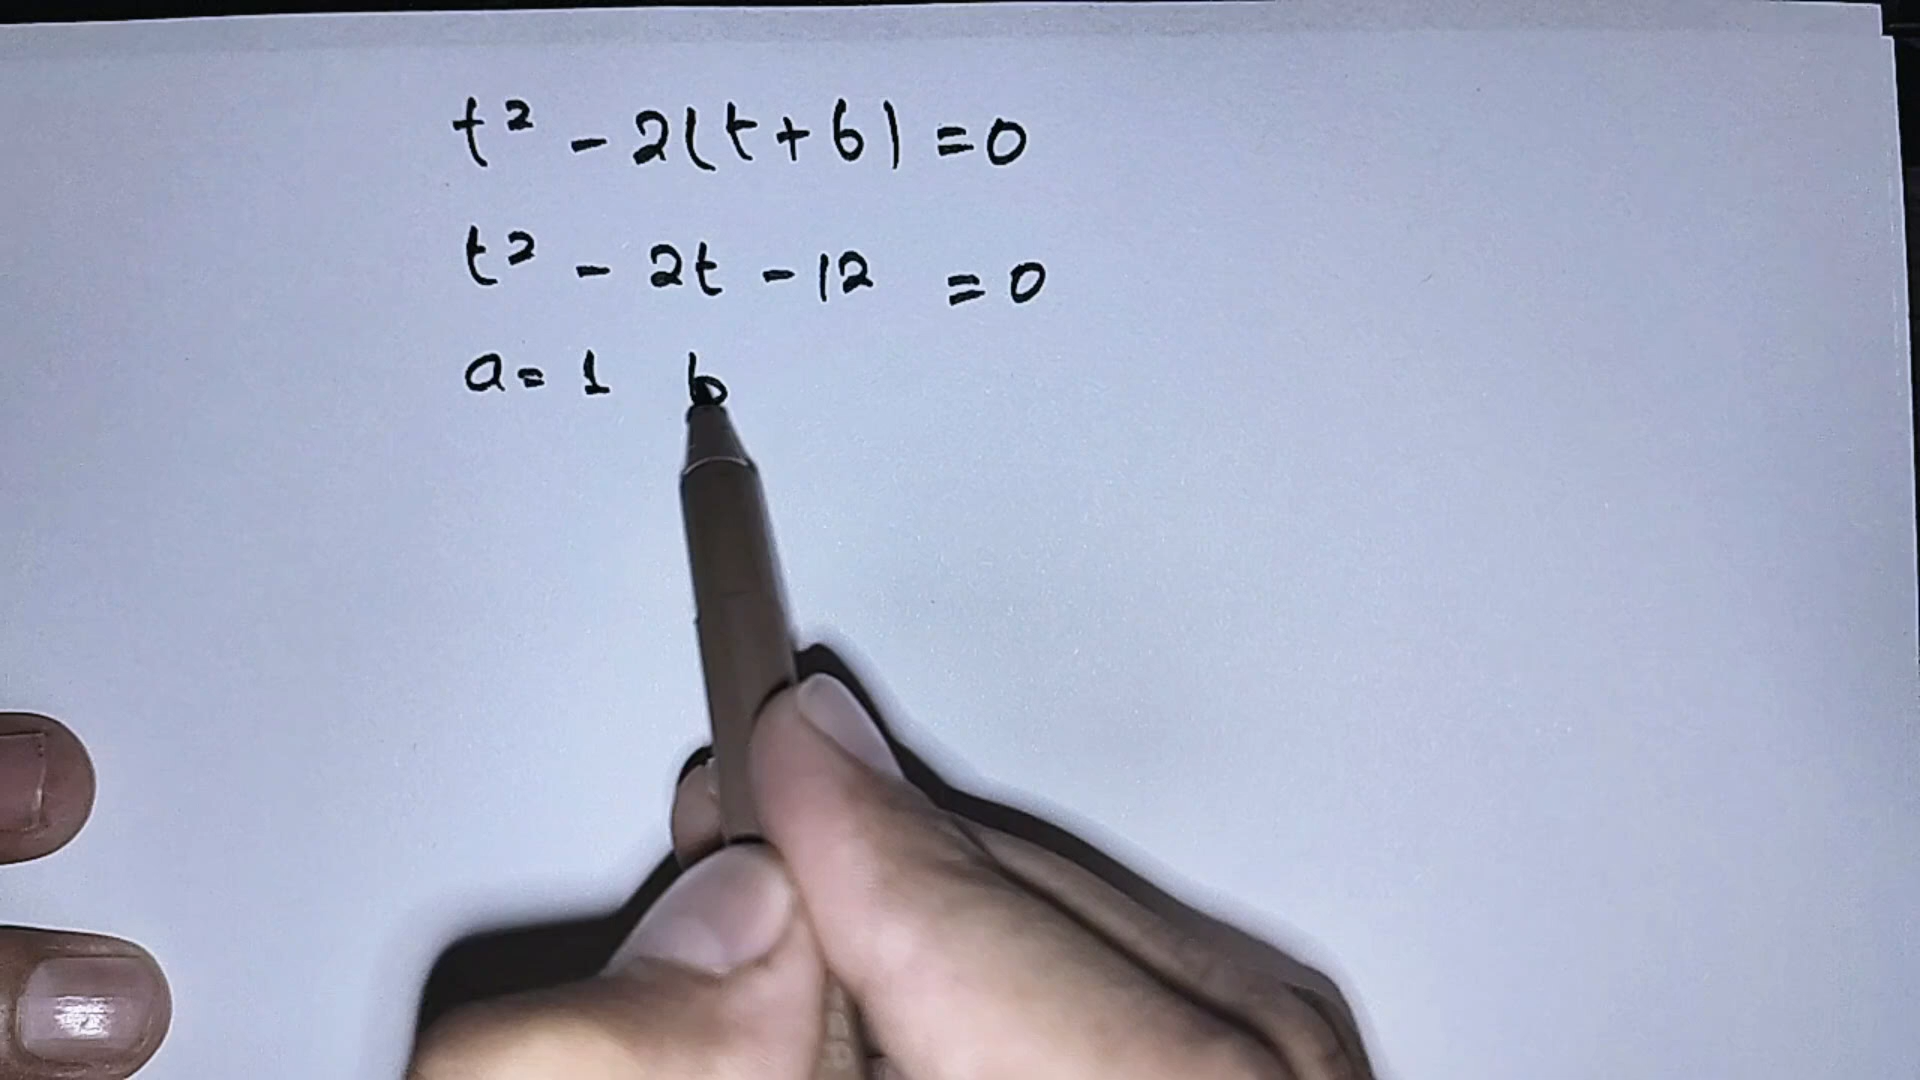 t² - 2(t+6) = 0
t² - 2t - 12 = 0
a = 1 b